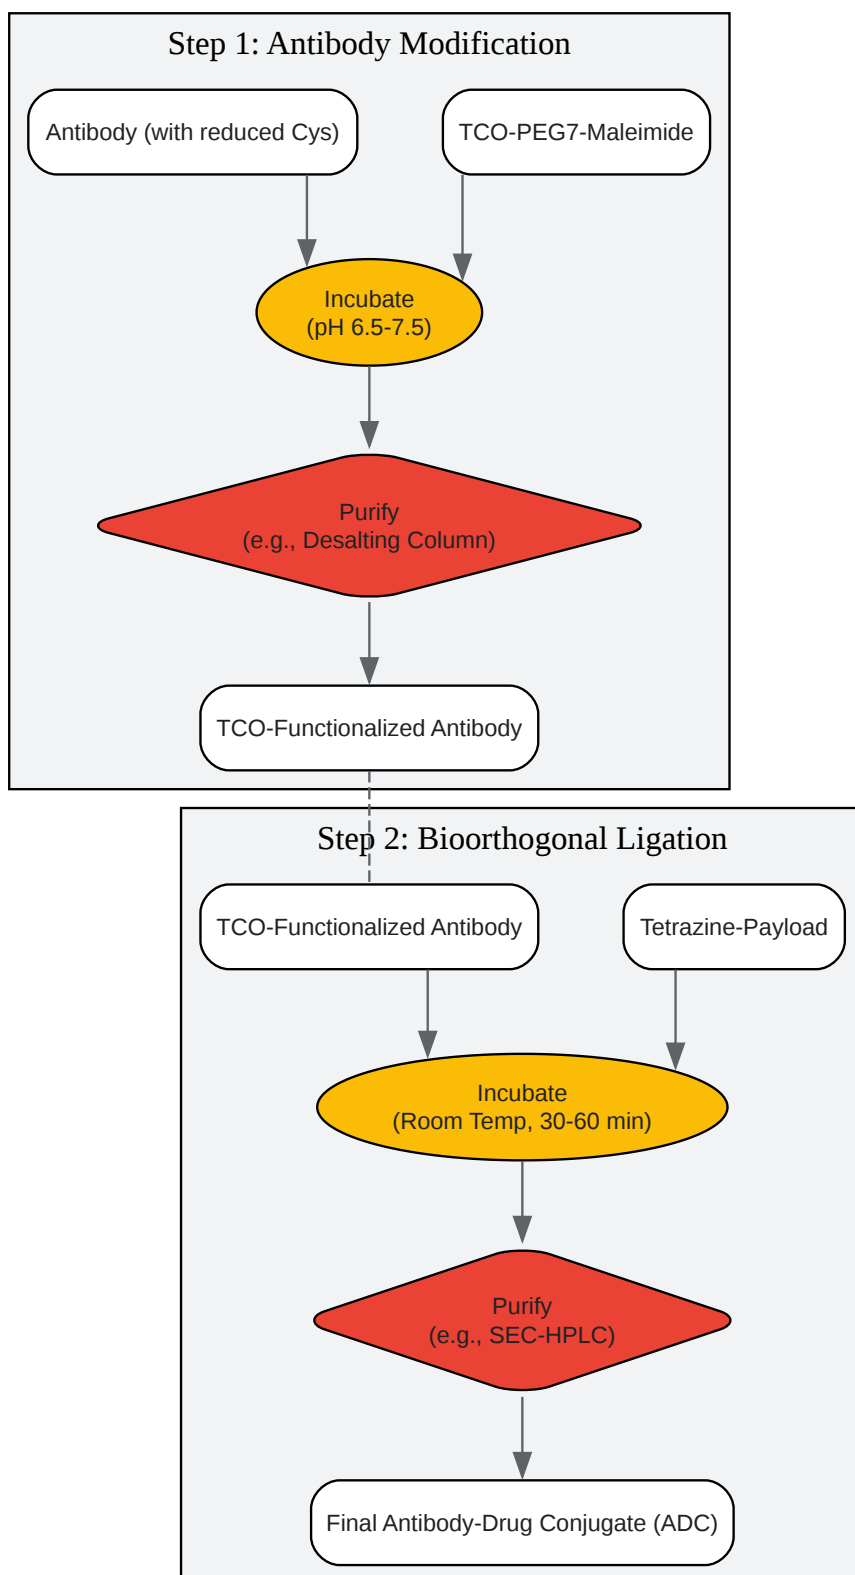 Step 1: Antibody Modification
Antibody (with reduced Cys)
TCO-PEG7-Maleimide
Incubate
(pH 6.5-7.5)
Purify
(e.g., Desalting Column)
TCO-Functionalized Antibody
Step 2: Bioorthogonal Ligation
TCO-Functionalized Antibody
Tetrazine-Payload
Incubate
(Room Temp, 30-60 min)
Purify
(e.g., SEC-HPLC)
Final Antibody-Drug Conjugate (ADC)